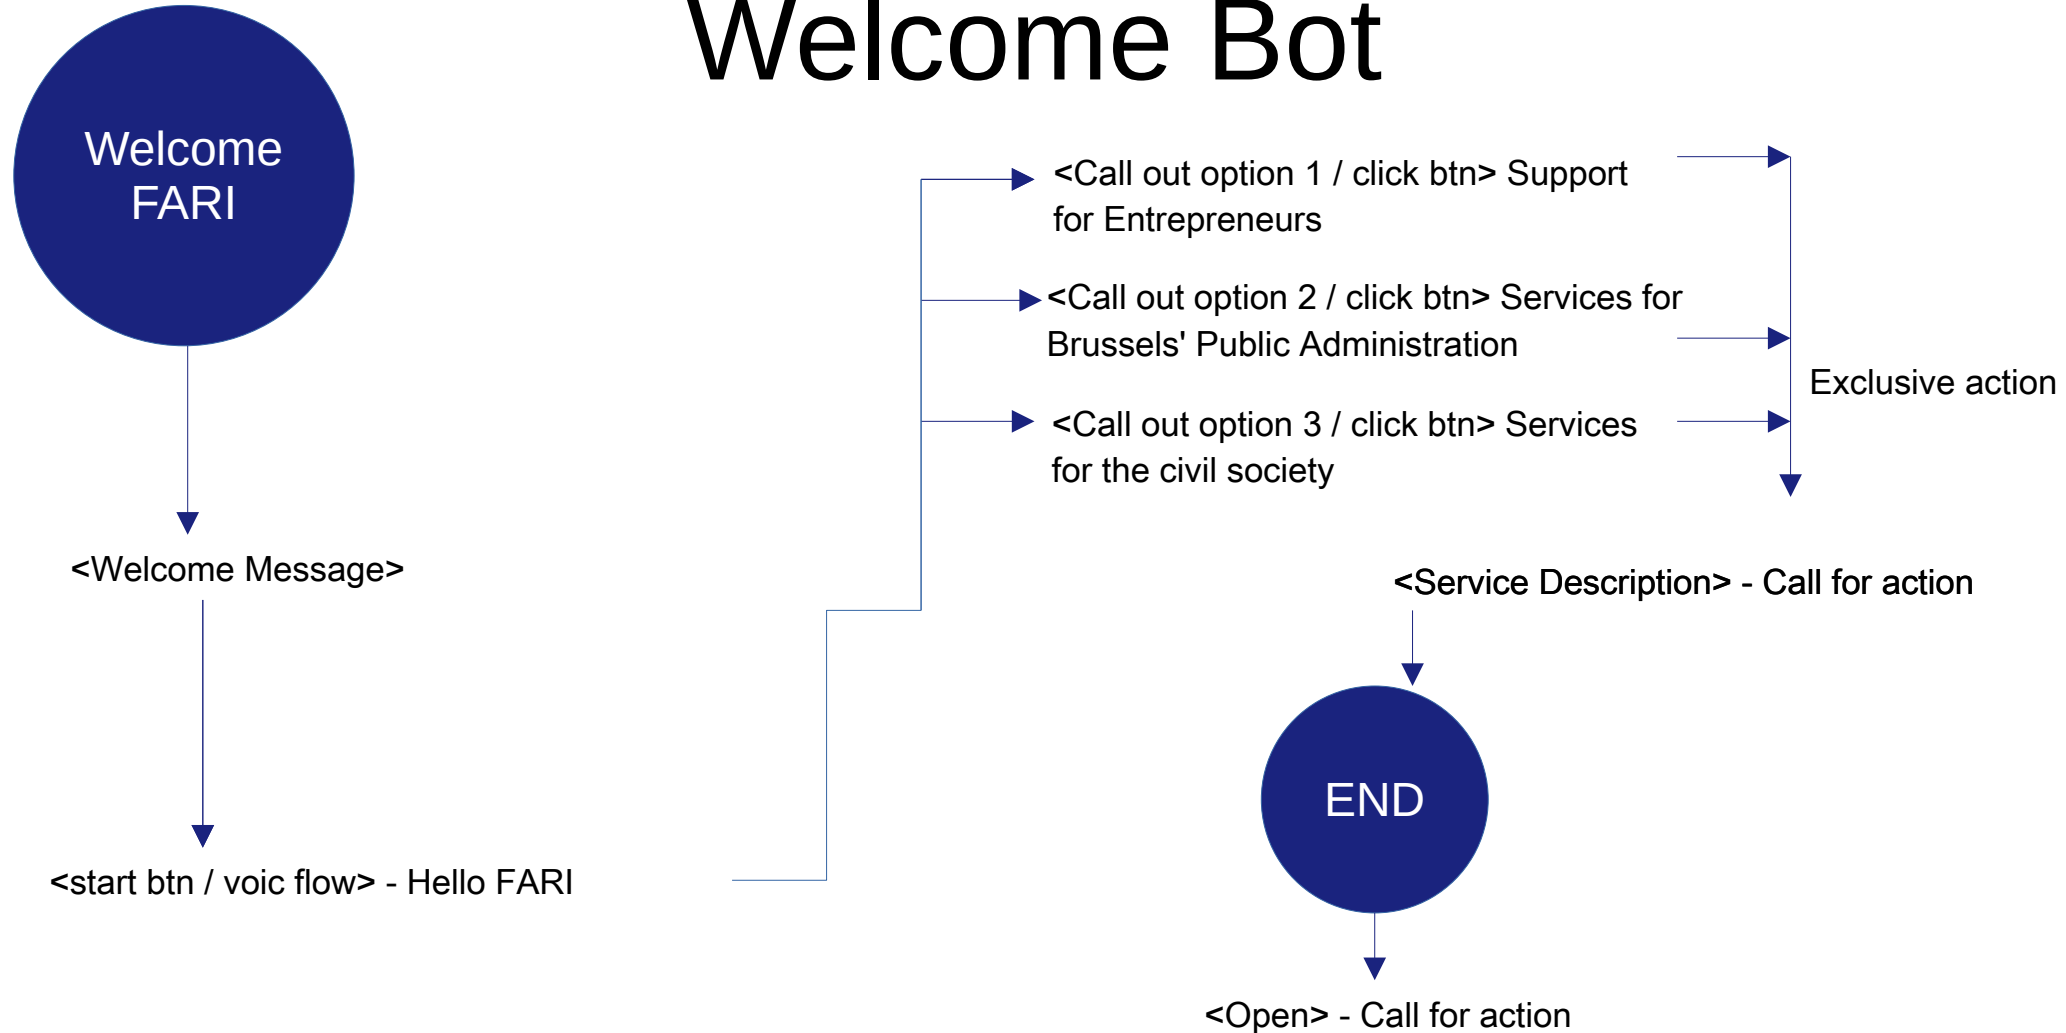 Welcome Bot
Welcome
FARI
<Welcome Message>
<start btn / voic flow> - Hello FARI
<Call out option 1 / click btn> Support
for Entrepreneurs
<Call out option 2 / click btn> Services for
Brussels' Public Administration
<Call out option 3 / click btn> Services
for the civil society
Exclusive action
<Service Description> - Call for action
END
<Open> - Call for action